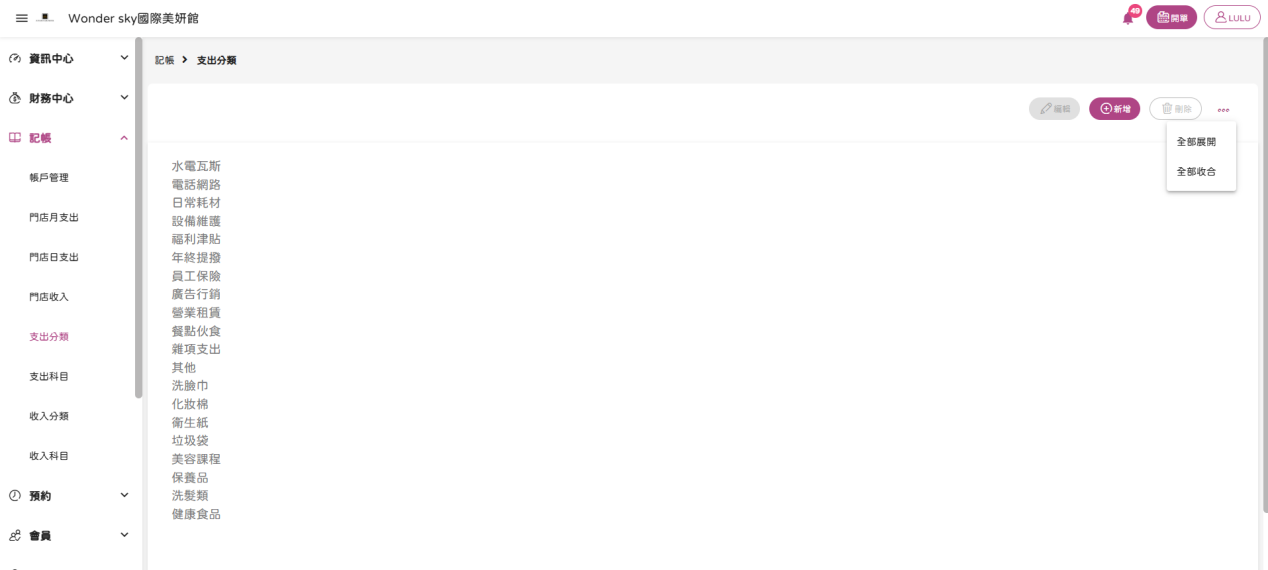 Wonder sky國際美妍館
49
開單
LULU
資訊中心
財務中心
記帳
帳戶管理
門店月支出
門店日支出
門店收入
支出分類
支出科目
收入分類
收入科目
預約
會員
記帳 > 支出分類
編輯
新增
刪除
全部展開
全部收合
水電瓦斯
電話網路
日常耗材
設備維護
福利津貼
年終提撥
員工保險
廣告行銷
營業租賃
餐點伙食
雜項支出
其他
洗臉巾
化妝棉
衛生紙
垃圾袋
美容課程
保養品
洗髮類
健康食品